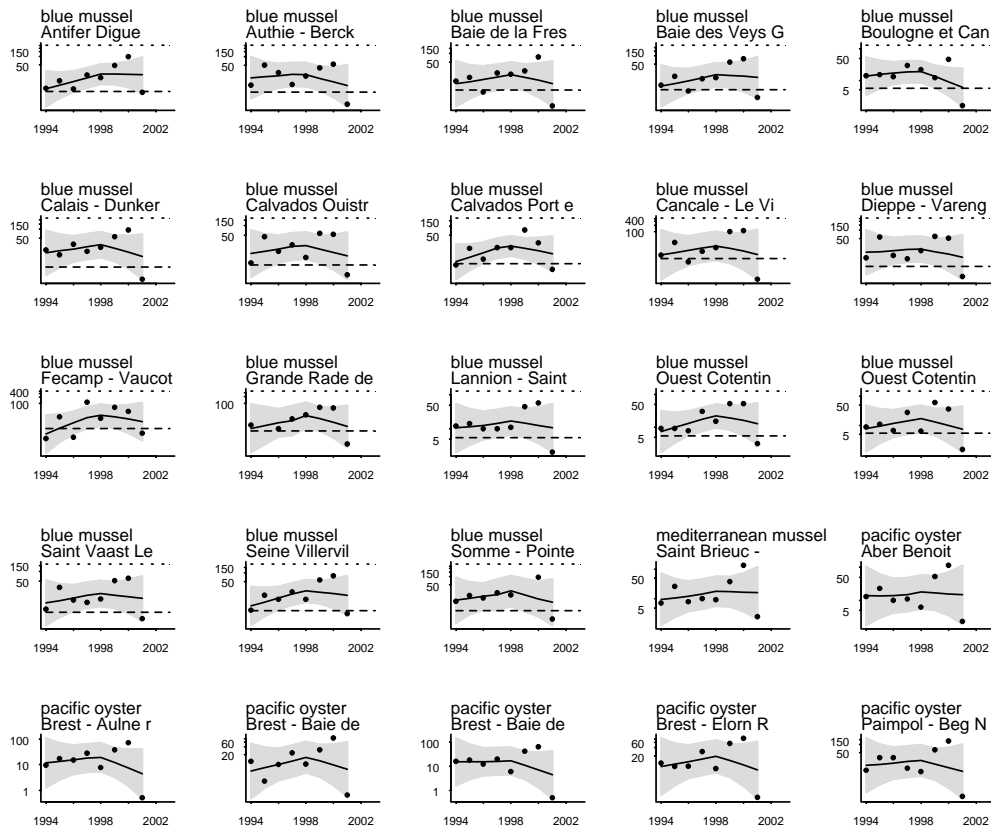 blue mussel
Antifer Digue
150
50
1994 1998 2002
blue mussel
Authie - Berck
150
50
1994 1998 2002
blue mussel
Baie de la Fres
150
50
1994 1998 2002
blue mussel
Baie des Veys G
150
50
1994 1998 2002
blue mussel
Boulogne et Can
50
5
1994 1998 2002
blue mussel
Calais - Dunker
150
50
1994 1998 2002
blue mussel
Calvados Ouistr
150
50
1994 1998 2002
blue mussel
Calvados Port e
150
50
1994 1998 2002
blue mussel
Cancale - Le Vi
400
100
1994 1998 2002
blue mussel
Dieppe - Vareng
150
50
1994 1998 2002
blue mussel
Fecamp - Vaucot
400
100
1994 1998 2002
blue mussel
Grande Rade de
100
1994 1998 2002
blue mussel
Lannion - Saint
50
5
1994 1998 2002
blue mussel
Ouest Cotentin
50
5
1994 1998 2002
blue mussel
Ouest Cotentin
50
5
1994 1998 2002
blue mussel
Saint Vaast Le
150
50
1994 1998 2002
blue mussel
Seine Villervil
150
50
1994 1998 2002
blue mussel
Somme - Pointe
150
50
1994 1998 2002
mediterranean mussel
Saint Brieuc -
50
5
1994 1998 2002
pacific oyster
Aber Benoit
50
5
1994 1998 2002
pacific oyster
Brest - Aulne r
100
10
1
1994 1998 2002
pacific oyster
Brest - Baie de
60
20
1994 1998 2002
pacific oyster
Brest - Baie de
100
10
1
1994 1998 2002
pacific oyster
Brest - Elorn R
60
20
1994 1998 2002
pacific oyster
Paimpol - Beg N
150
50
1994 1998 2002